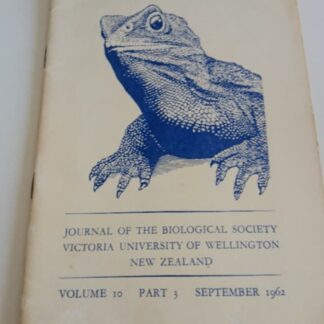 JOURNAL OF THE BIOLOGICAL SOCIETY
VICTORIA UNIVERSITY OF WELLINGTON
NEW ZEALAND
VOLUME 10 PART 3 SEPTEMBER 1962